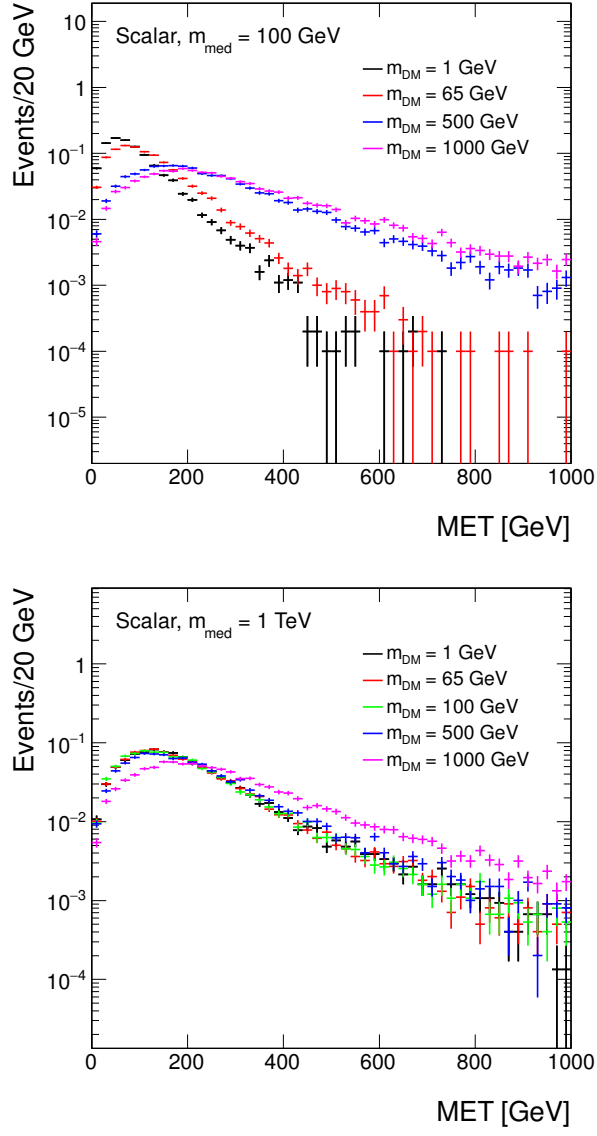 Events/20 GeV
Scalar, m_med = 100 GeV
m_DM = 1 GeV
m_DM = 65 GeV
m_DM = 500 GeV
m_DM = 1000 GeV
10
1
10⁻¹
10⁻²
10⁻³
10⁻⁴
10⁻⁵
0 200 400 600 800 1000
MET [GeV]
Events/20 GeV
Scalar, m_med = 1 TeV
m_DM = 1 GeV
m_DM = 65 GeV
m_DM = 100 GeV
m_DM = 500 GeV
m_DM = 1000 GeV
1
10⁻¹
10⁻²
10⁻³
10⁻⁴
0 200 400 600 800 1000
MET [GeV]